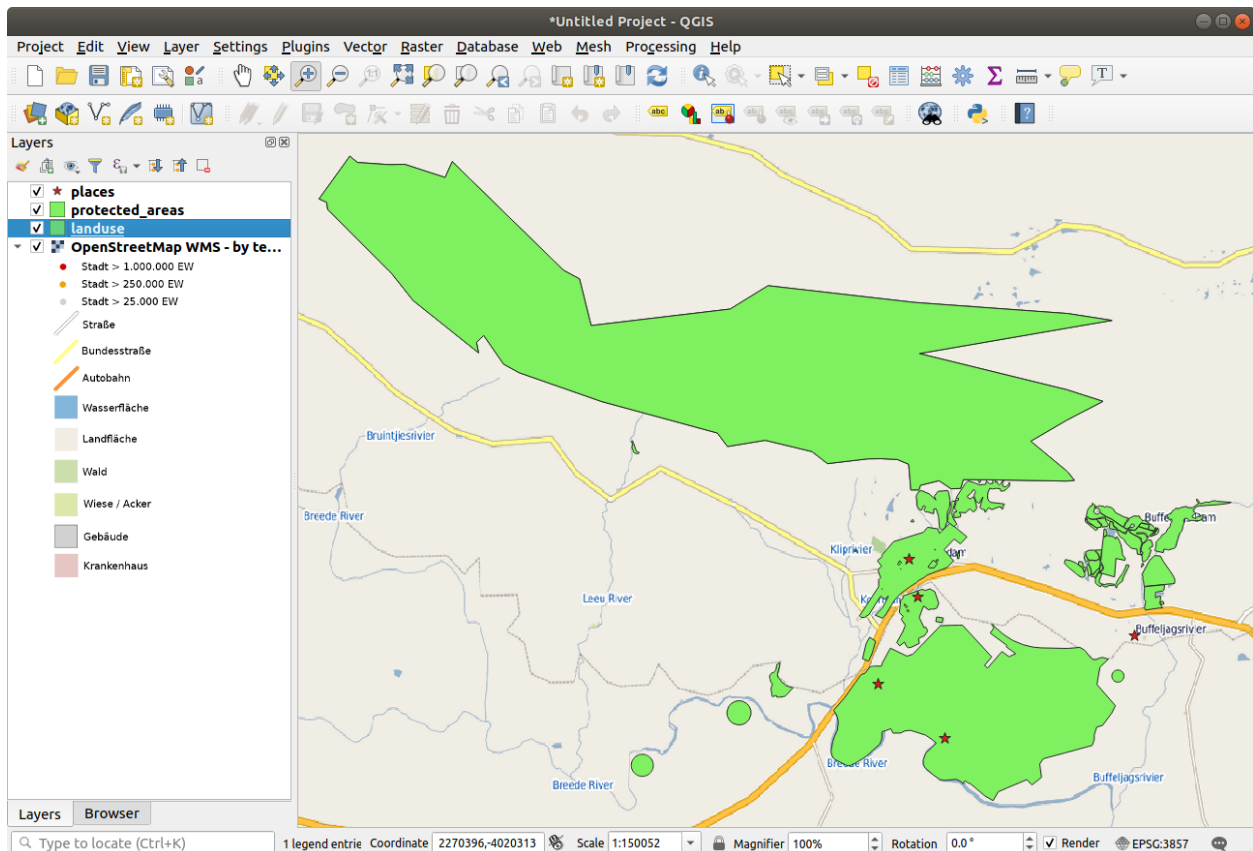 *Untitled Project - QGIS
Project Edit View Layer Settings Plugins Vector Raster Database Web Mesh Processing Help
Layers
places
protected_areas
landuse
OpenStreetMap WMS - by te...
Stadt > 1.000.000 EW
Stadt > 250.000 EW
Stadt > 25.000 EW
Straße
Bundesstraße
Autobahn
Wasserfläche
Landfläche
Wald
Wiese / Acker
Gebäude
Krankenhaus
Bruintjiesrivier
Breede River
Kliprivier
Leeu River
Buffeljagsrivier
Breede River
Breede River
Buffeljagsrivier
Layers Browser
Type to locate (Ctrl+K) 1 legend entrie Coordinate 2270396,-4020313 Scale 1:150052 Magnifier 100% Rotation 0.0° Render EPSG:3857